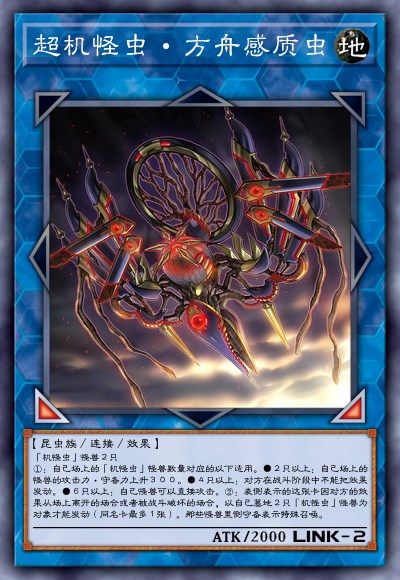 超机怪虫·方舟感质虫
地
【昆虫族/连接/效果】
「机怪虫」怪兽2只
①：自己场上的「机怪虫」怪兽数量对应的以下适用。●2只以上：自己场上的
怪兽的攻击力·守备力上升300。●4只以上：对方在战斗阶段中不能把效果
发动。●6只以上：自己怪兽可以直接攻击。②：表侧表示的这张卡因对方的效
果从场上离开的场合或者被战斗破坏的场合，以自己墓地2只「机怪虫」怪兽为
对象才能发动（同名卡最多1张）。那些怪兽里侧守备表示特殊召唤。
ATK/2000 LINK-2